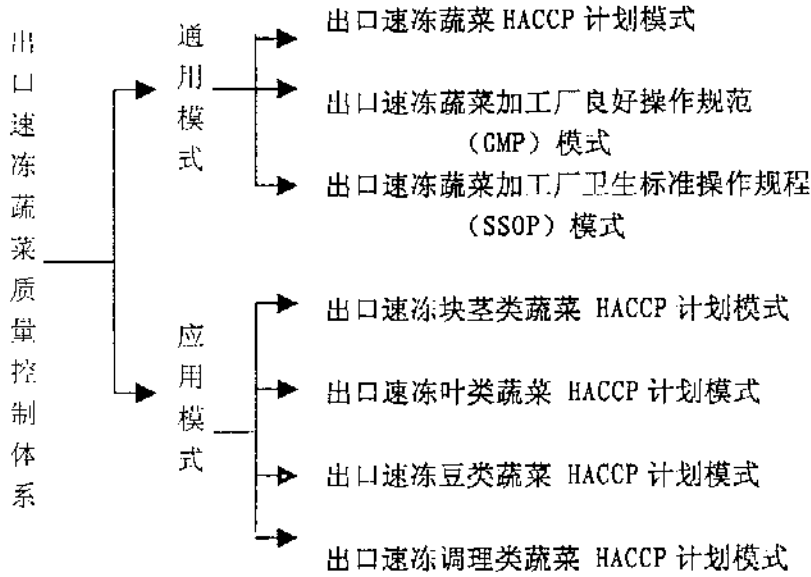 出口速冻蔬菜质量控制体系
通用模式
出口速冻蔬菜 HACCP 计划模式
出口速冻蔬菜加工厂良好操作规范
（GMP）模式
出口速冻蔬菜加工厂卫生标准操作规程
（SSOP）模式
应用模式
出口速冻块茎类蔬菜 HACCP 计划模式
出口速冻叶类蔬菜 HACCP 计划模式
出口速冻豆类蔬菜 HACCP 计划模式
出口速冻调理类蔬菜 HACCP 计划模式